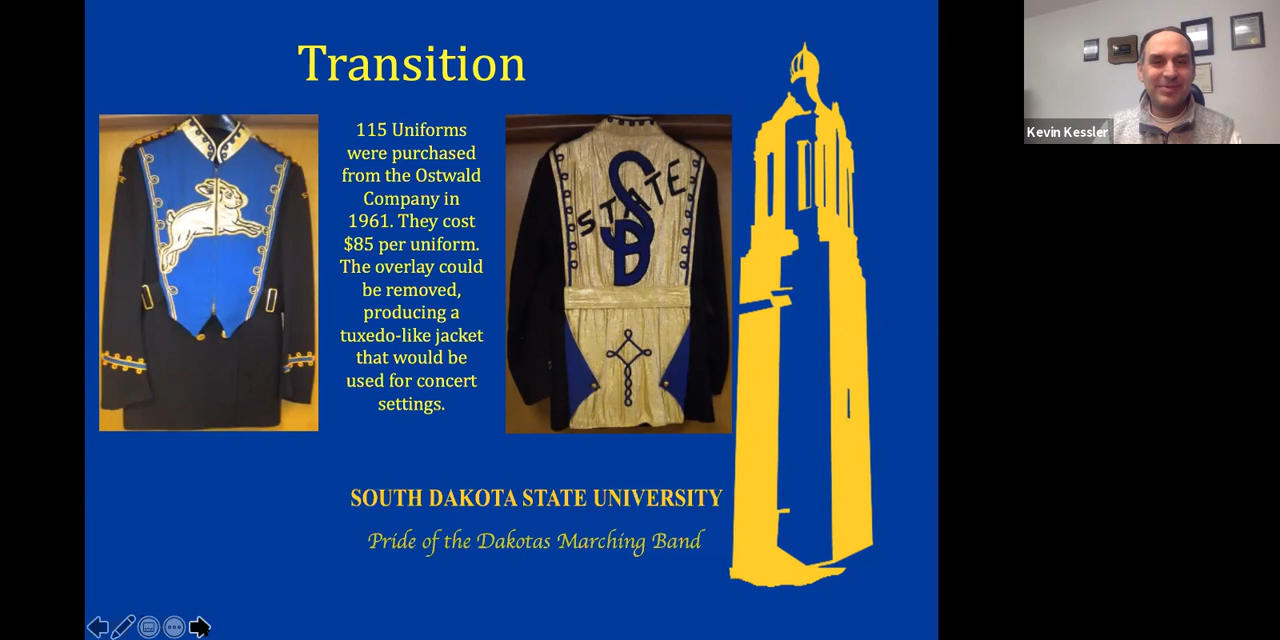 Transition
115 Uniforms
were purchased
from the Ostwald
Company in
1961. They cost
$85 per uniform.
The overlay could
be removed,
producing a
tuxedo-like jacket
that would be
used for concert
settings.
STATE
SD
SOUTH DAKOTA STATE UNIVERSITY
Pride of the Dakotas Marching Band
Kevin Kessler